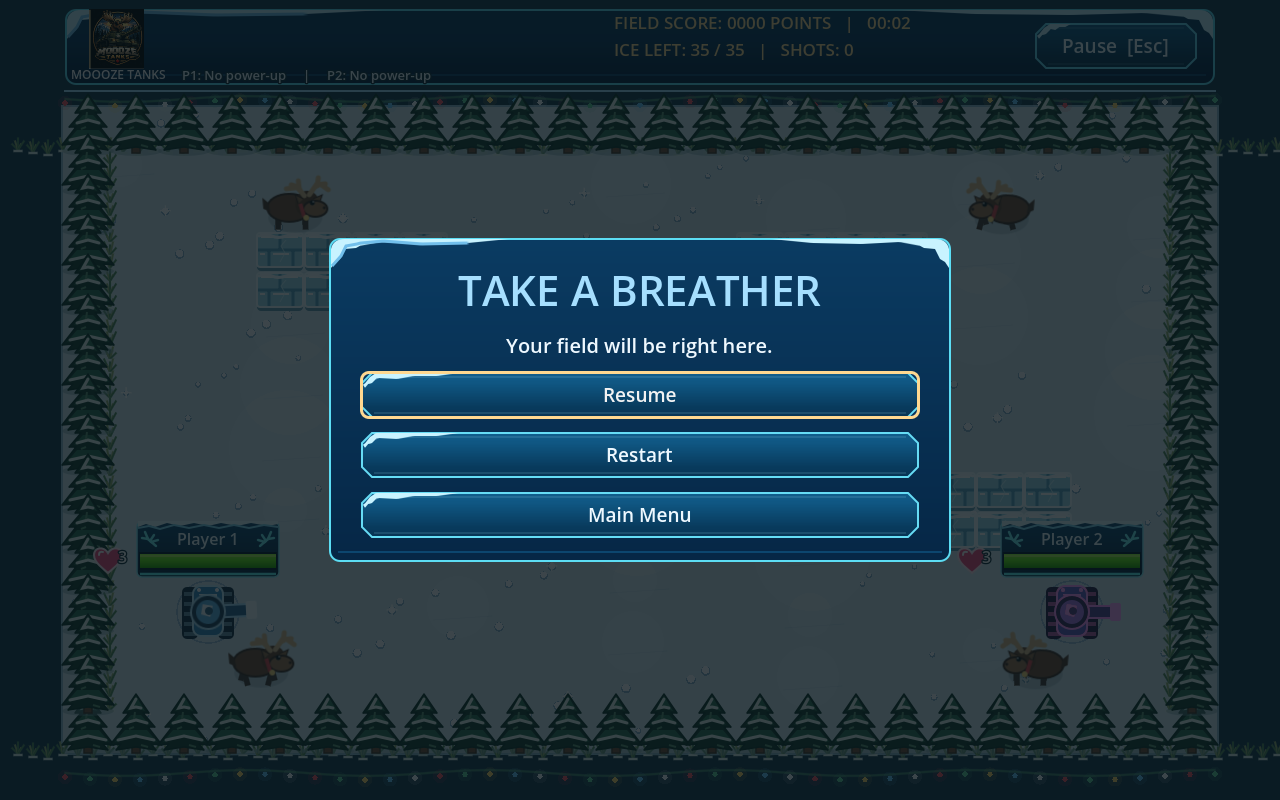 FIELD SCORE: 0000 POINTS | 00:02
ICE LEFT: 35 / 35 | SHOTS: 0
Pause [Esc]
MOOOZE TANKS
MOOOZE TANKS P1: No power-up | P2: No power-up
TAKE A BREATHER
Your field will be right here.
Resume
Restart
Main Menu
Player 1
3
Player 2
3